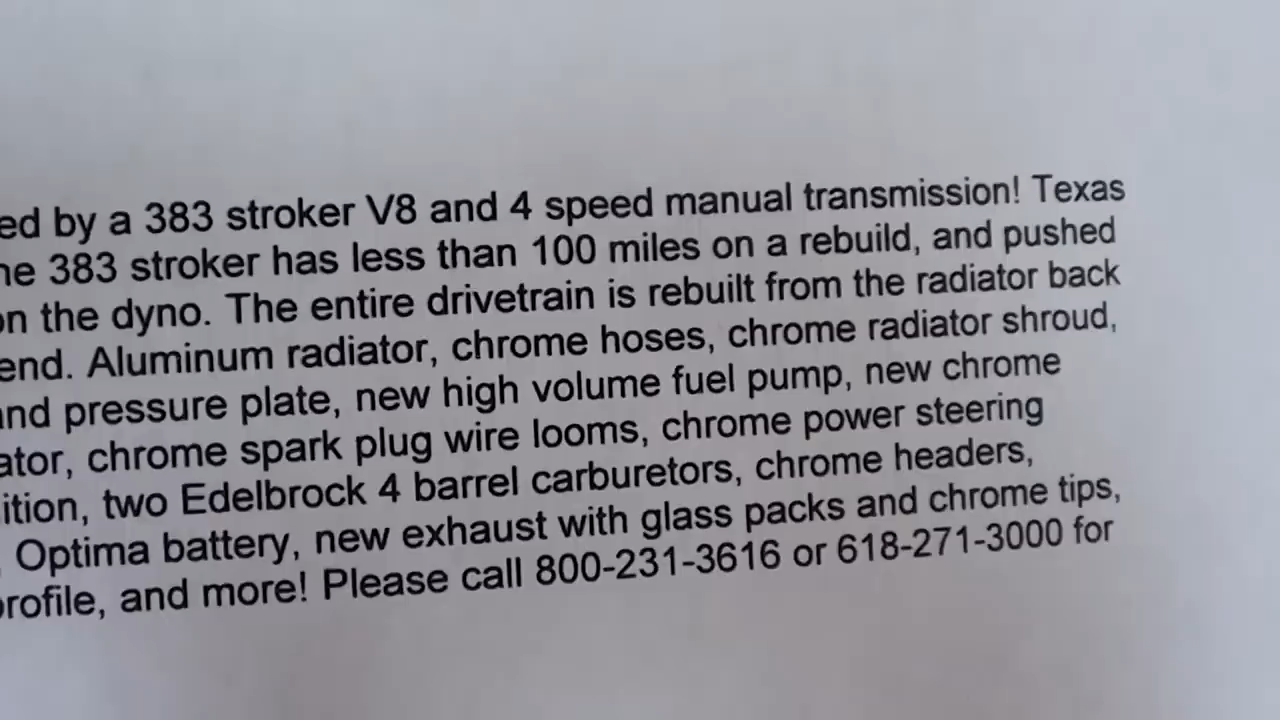 ed by a 383 stroker V8 and 4 speed manual transmission! Texas
he 383 stroker has less than 100 miles on a rebuild, and pushed
on the dyno. The entire drivetrain is rebuilt from the radiator back
end. Aluminum radiator, chrome hoses, chrome radiator shroud,
and pressure plate, new high volume fuel pump, new chrome
ator, chrome spark plug wire looms, chrome power steering
ition, two Edelbrock 4 barrel carburetors, chrome headers,
, Optima battery, new exhaust with glass packs and chrome tips,
profile, and more! Please call 800-231-3616 or 618-271-3000 for